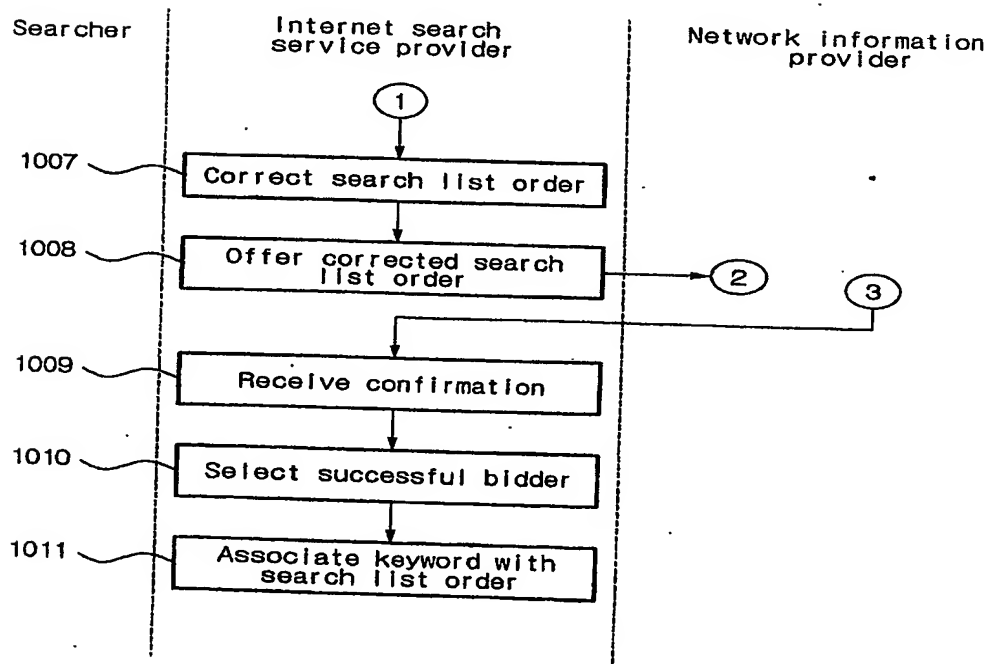 Searcher
Internet search
service provider
Network information
provider
1
1007
Correct search list order
1008
Offer corrected search
list order
2
3
1009
Receive confirmation
1010
Select successful bidder
1011
Associate keyword with
search list order